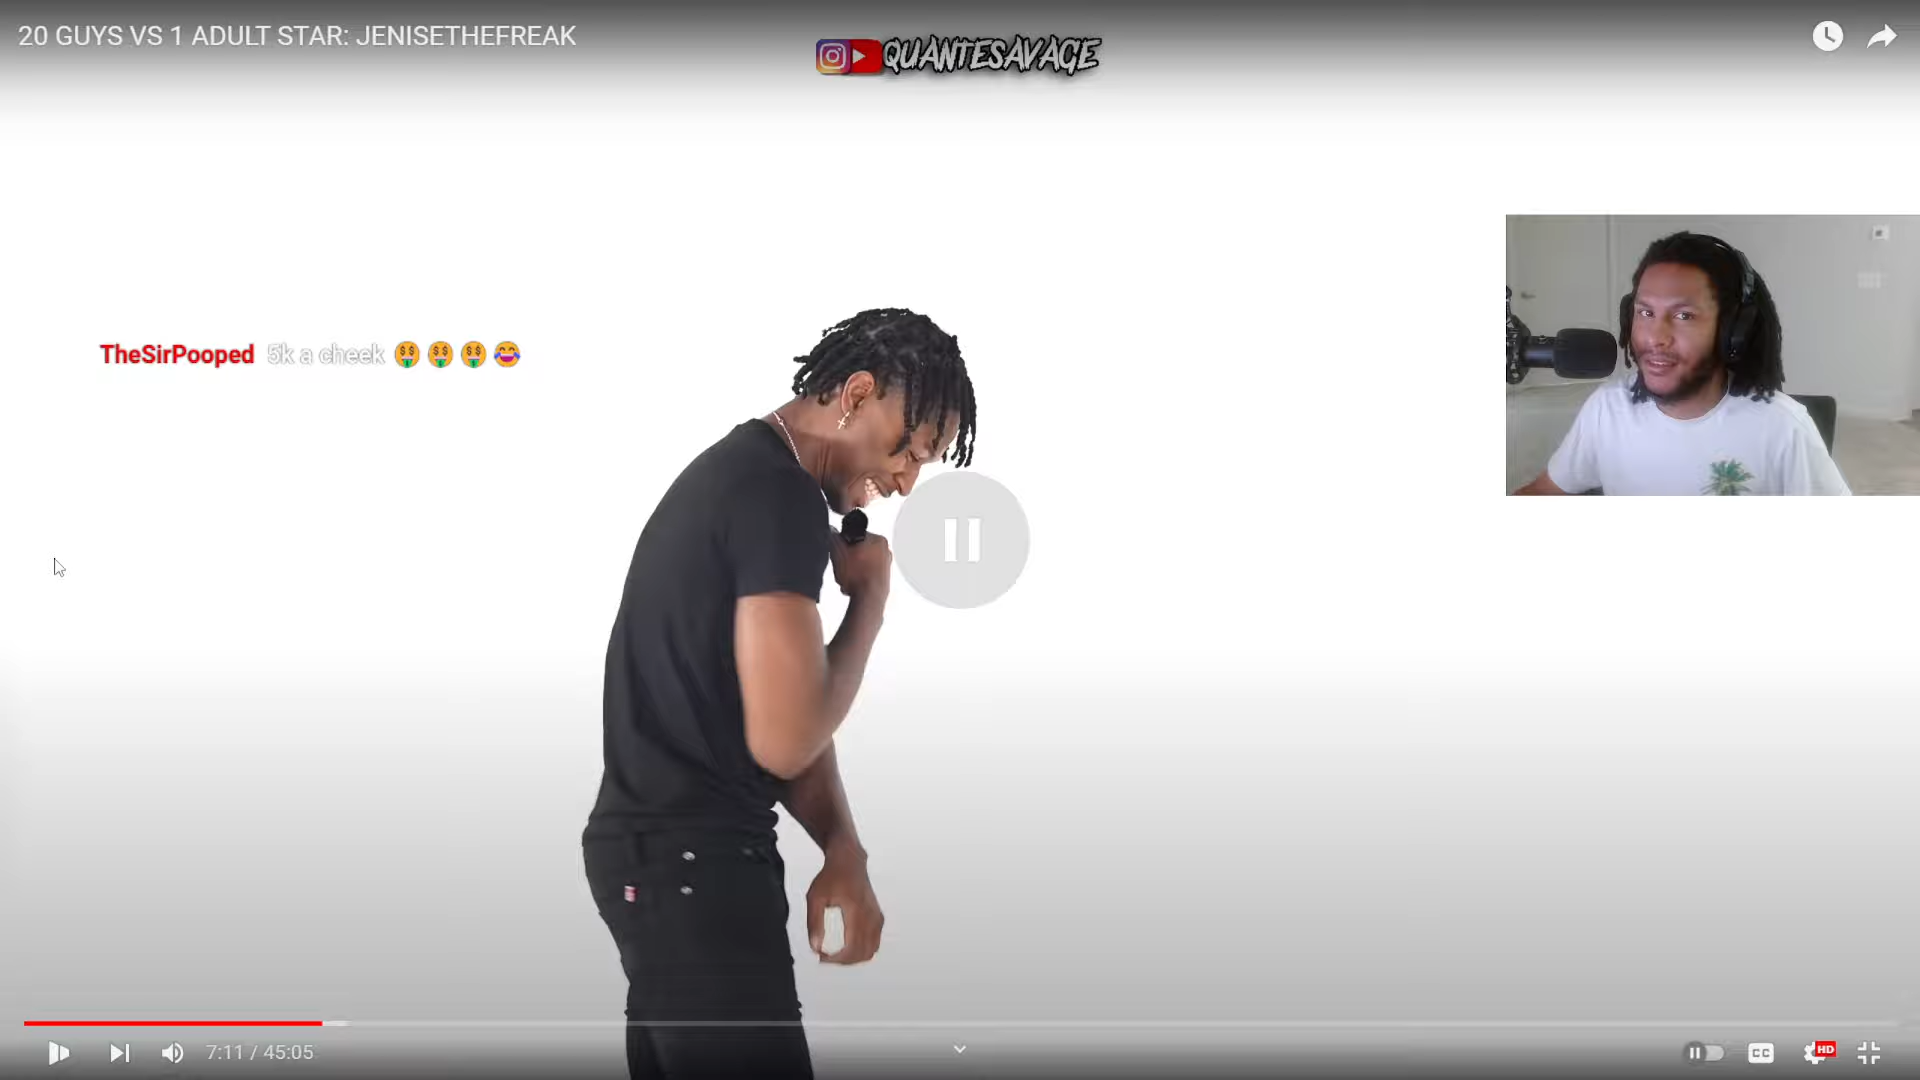 20 GUYS VS 1 ADULT STAR: JENISETHEFREAK
QUANTESAVAGE
TheSirPooped 5k a cheek 🤑🤑🤑😂
7:11 / 45:05
CC
HD